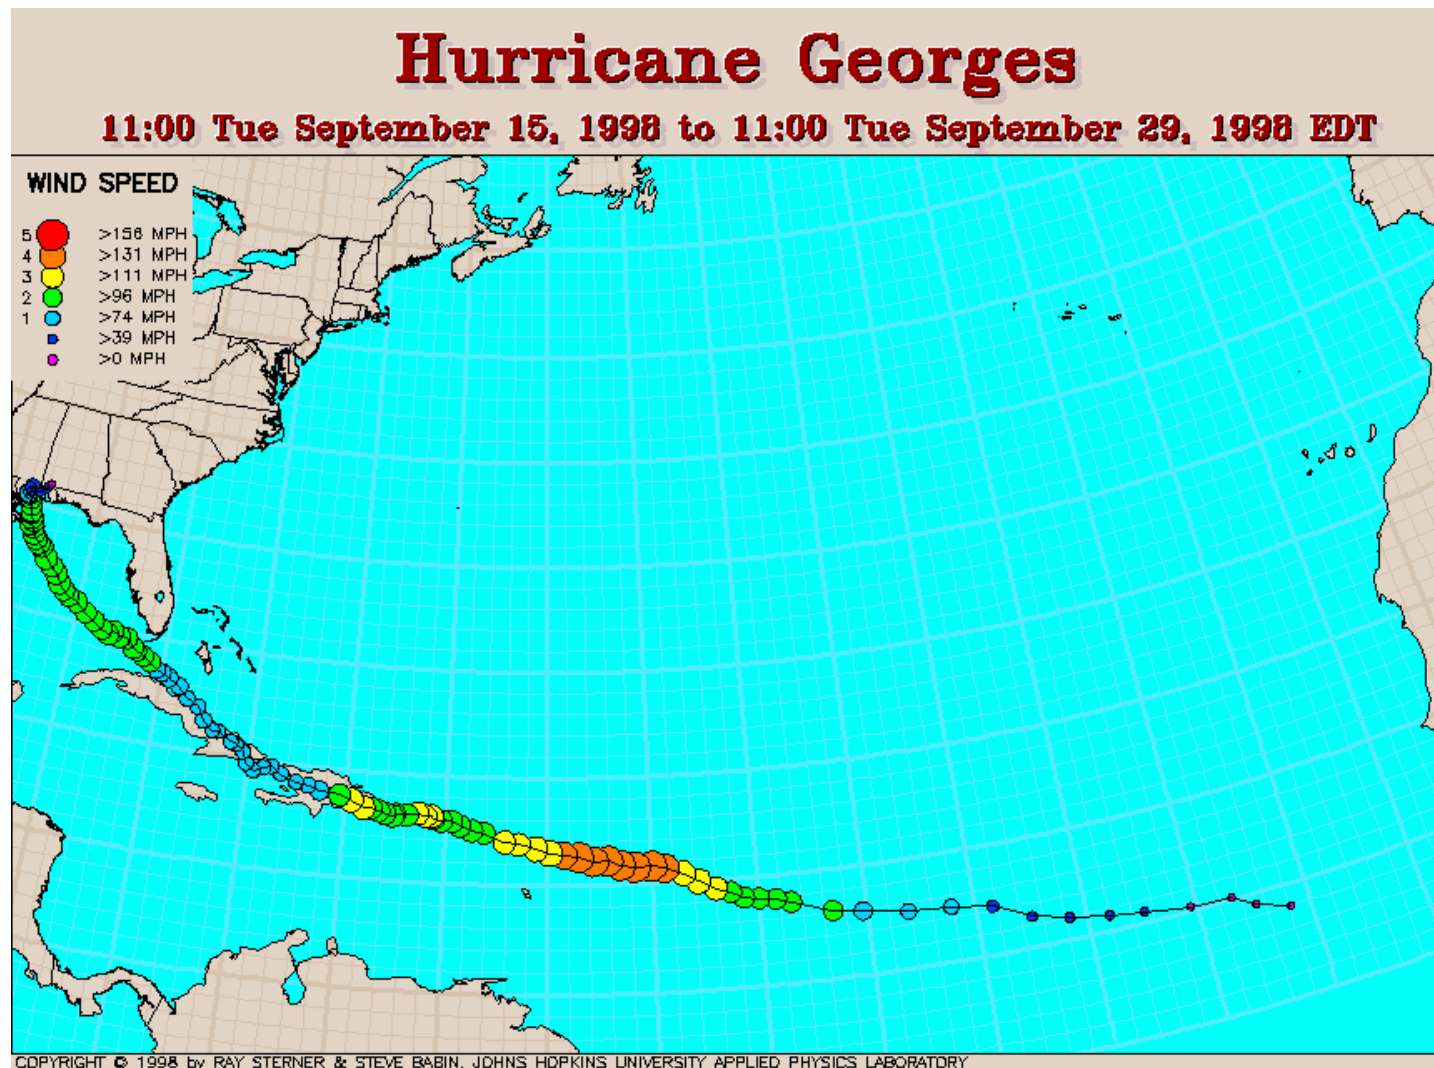 Hurricane Georges
11:00 Tue September 15, 1998 to 11:00 Tue September 29, 1998 EDT
WIND SPEED
5 >156 MPH
4 >131 MPH
3 >111 MPH
2 >96 MPH
1 >74 MPH
>39 MPH
>0 MPH
COPYRIGHT © 1998 by RAY STERNER & STEVE BABIN, JOHNS HOPKINS UNIVERSITY APPLIED PHYSICS LABORATORY